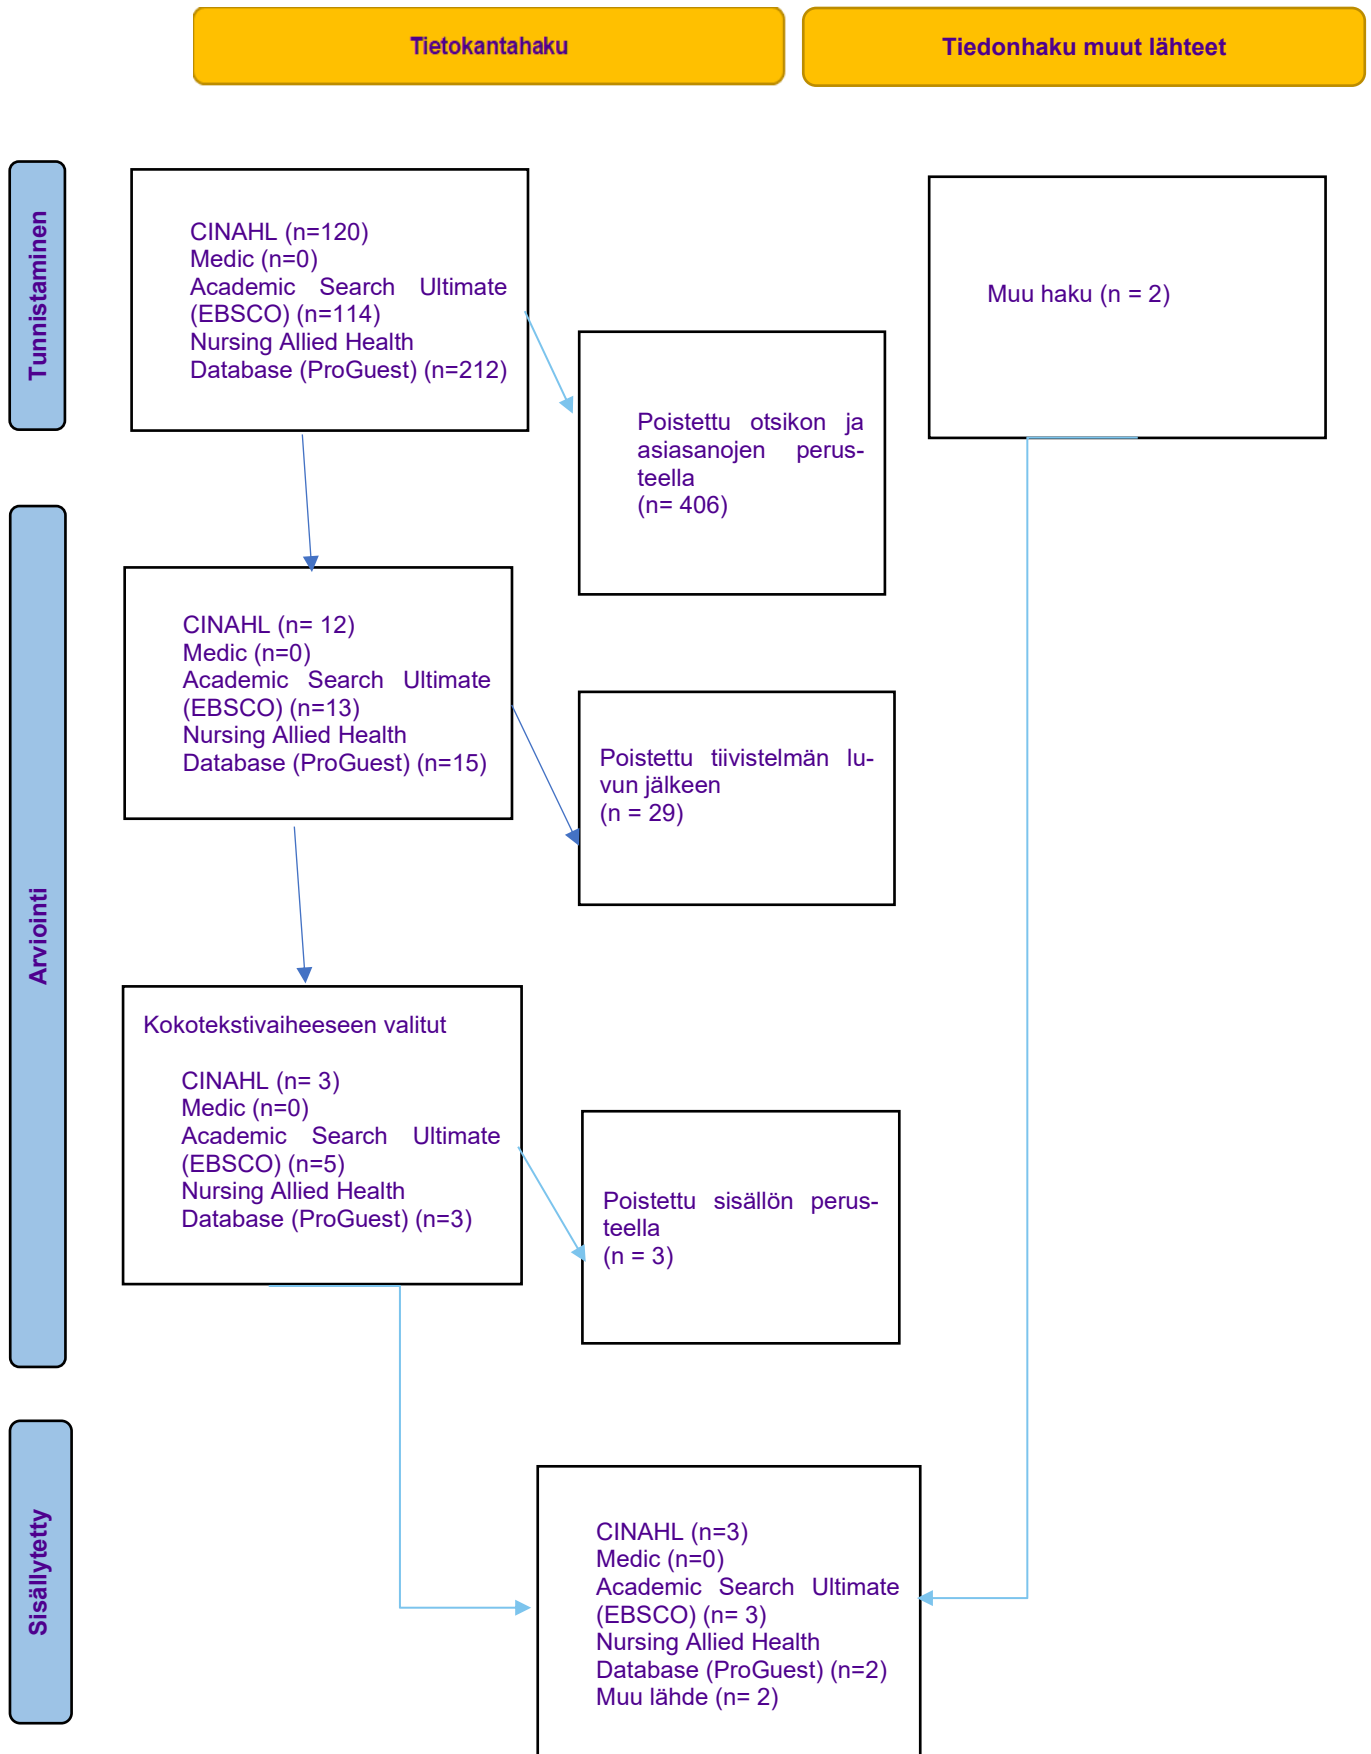 Tietokantahaku
Tiedonhaku muut lähteet
Tunnistaminen
CINAHL (n=120)
Medic (n=0)
Academic Search Ultimate
(EBSCO) (n=114)
Nursing Allied Health
Database (ProGuest) (n=212)
Muu haku (n = 2)
Poistettu otsikon ja
asiasanojen perus-
teella
(n= 406)
Arviointi
CINAHL (n= 12)
Medic (n=0)
Academic Search Ultimate
(EBSCO) (n=13)
Nursing Allied Health
Database (ProGuest) (n=15)
Poistettu tiivistelmän lu-
vun jälkeen
(n = 29)
Kokotekstivaiheeseen valitut
CINAHL (n= 3)
Medic (n=0)
Academic Search Ultimate
(EBSCO) (n=5)
Nursing Allied Health
Database (ProGuest) (n=3)
Poistettu sisällön perus-
teella
(n = 3)
Sisällytetty
CINAHL (n=3)
Medic (n=0)
Academic Search Ultimate
(EBSCO) (n= 3)
Nursing Allied Health
Database (ProGuest) (n=2)
Muu lähde (n= 2)